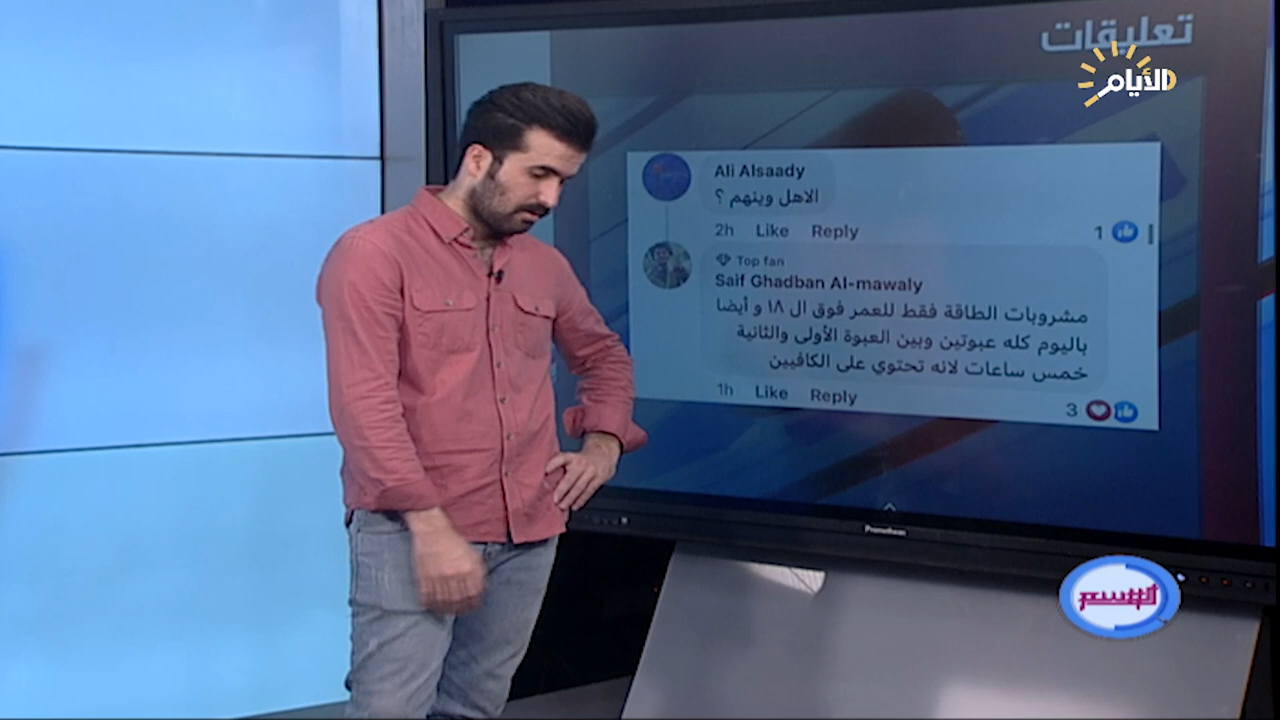 تعليقات
الأيام
Ali Alsaady
الاهل وينهم ؟
2h Like Reply 1
Top fan
Saif Ghadban Al-mawaly
مشروبات الطاقة فقط للعمر فوق ال ١٨ و أيضا
باليوم كله عبوتين وبين العبوة الأولى والثانية
خمس ساعات لانه تحتوي على الكافيين
1h Like Reply 3
Promethean